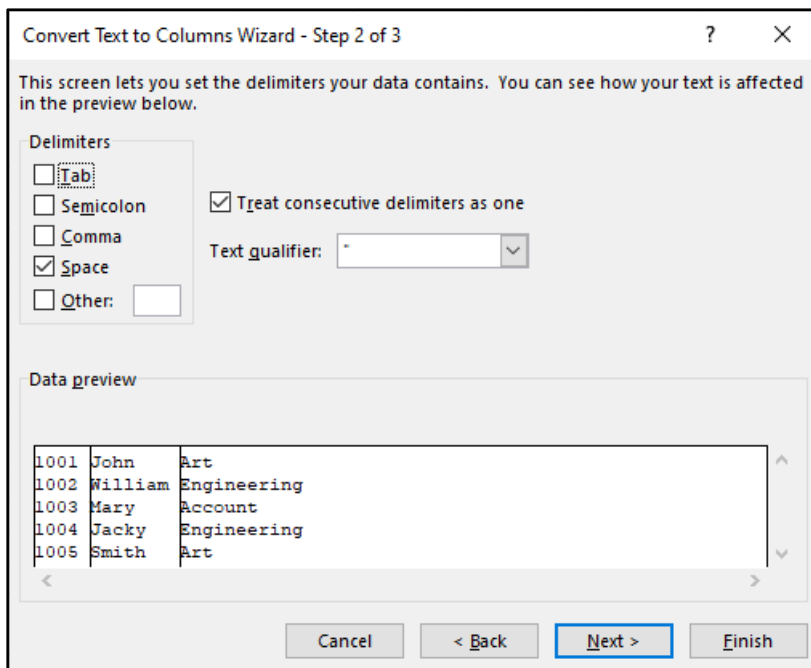 Convert Text to Columns Wizard - Step 2 of 3
?
This screen lets you set the delimiters your data contains. You can see how your text is affected
in the preview below.
Delimiters
Tab
Semicolon
Comma
Space
Other:
Treat consecutive delimiters as one
Text qualifier: "
Data preview
1001 John Art
1002 William Engineering
1003 Mary Account
1004 Jacky Engineering
1005 Smith Art
Cancel < Back Next > Finish